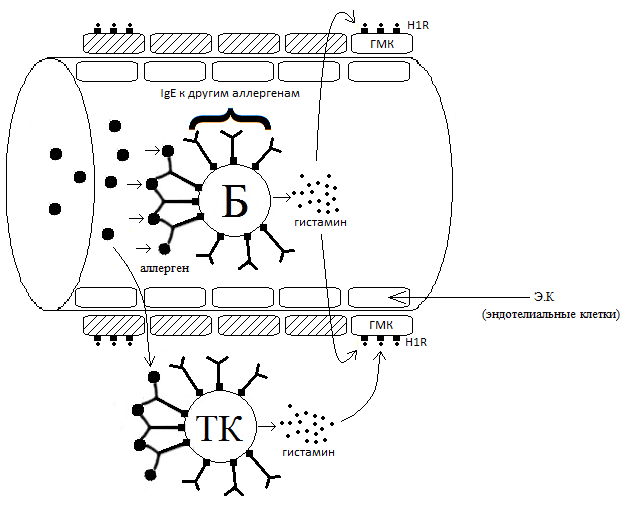 H1R
ГМК
IgE к другим аллергенам
Б
гистамин
аллерген
Э.К
(эндотелиальные клетки)
ГМК
H1R
ТК
гистамин